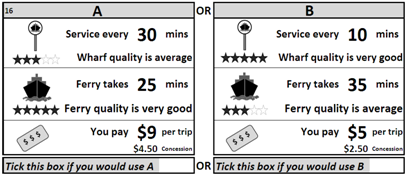 16 A OR B
Service every 30 mins
Wharf quality is average
Ferry takes 25 mins
Ferry quality is very good
$ $ $
You pay $9 per trip
$4.50 Concession
Tick this box if you would use A
Service every 10 mins
Wharf quality is very good
Ferry takes 35 mins
Ferry quality is average
$ $ $
You pay $5 per trip
$2.50 Concession
OR
Tick this box if you would use B